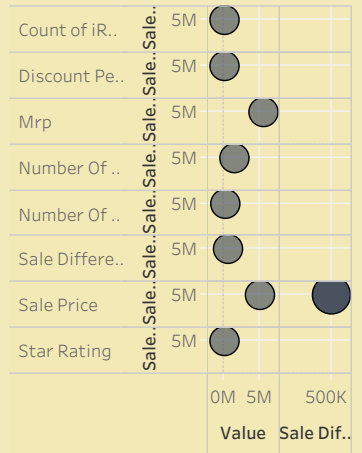 Count of iR.. Sale.. 5M
Discount Pe.. Sale.. 5M
Mrp Sale.. 5M
Number Of .. Sale.. 5M
Number Of .. Sale.. 5M
Sale Differe.. Sale.. 5M
Sale Price Sale.. 5M
Star Rating Sale.. 5M
0M 5M 500K
Value Sale Dif..